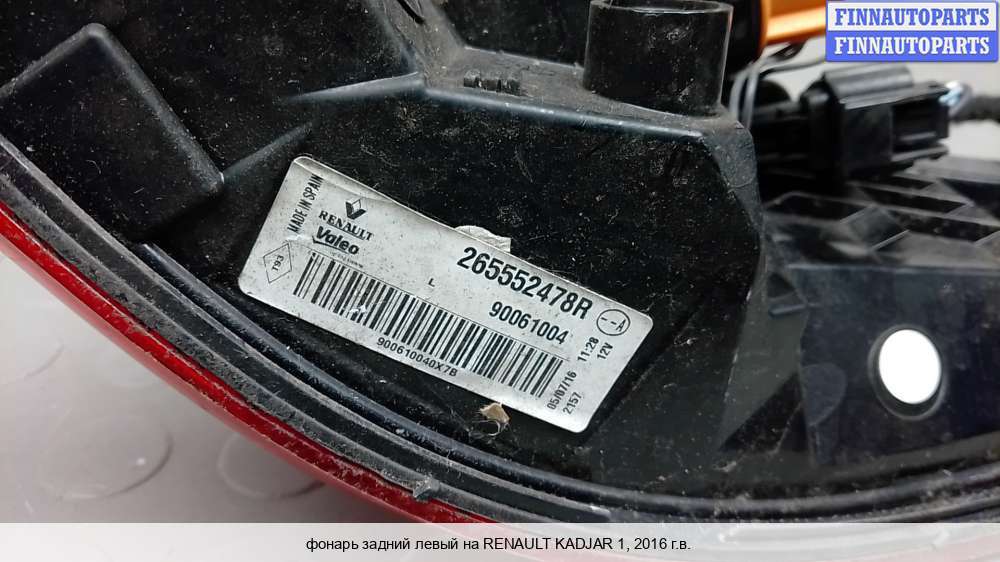 FINNAUTOPARTS
FINNAUTOPARTS
MADE IN SPAIN
RENAULT
Valeo
T93
L
265552478R
90061004
900610040X7B
-A
11:28
12V
05/07/16
2157
фонарь задний левый на RENAULT KADJAR 1, 2016 г.в.